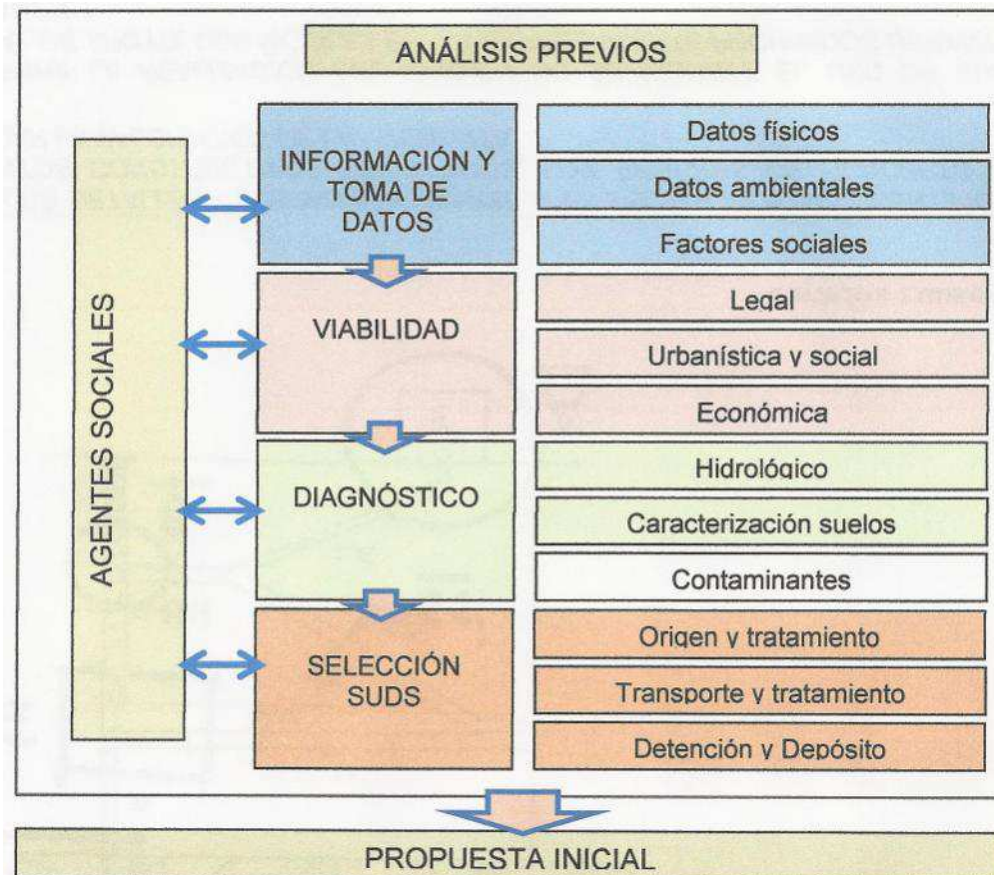 ANÁLISIS PREVIOS
AGENTES SOCIALES
INFORMACIÓN Y
TOMA DE
DATOS
Datos físicos
Datos ambientales
Factores sociales
VIABILIDAD
Legal
Urbanística y social
Económica
DIAGNÓSTICO
Hidrológico
Caracterización suelos
Contaminantes
SELECCIÓN
SUDS
Origen y tratamiento
Transporte y tratamiento
Detención y Depósito
PROPUESTA INICIAL